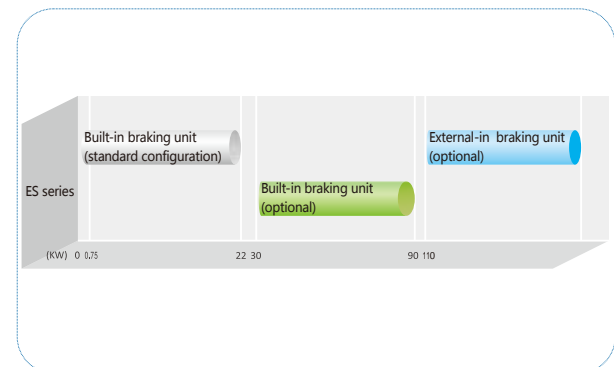 Built-in braking unit
(standard configuration)
External-in braking unit
(optional)
ES series
Built-in braking unit
(optional)
(KW) 0 0.75 22 30 90 110